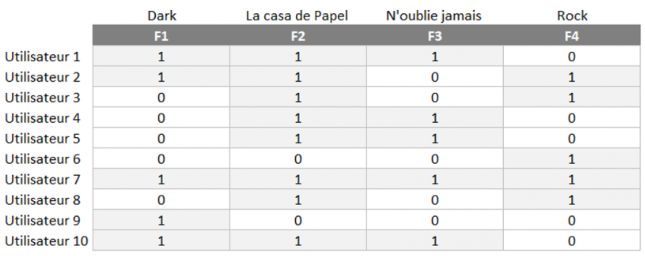 Dark La casa de Papel N'oublie jamais Rock
F1 F2 F3 F4
Utilisateur 1 1 1 1 0
Utilisateur 2 1 1 0 1
Utilisateur 3 0 1 0 1
Utilisateur 4 0 1 1 0
Utilisateur 5 0 1 1 0
Utilisateur 6 0 0 0 1
Utilisateur 7 1 1 1 1
Utilisateur 8 0 1 0 1
Utilisateur 9 1 0 0 0
Utilisateur 10 1 1 1 0